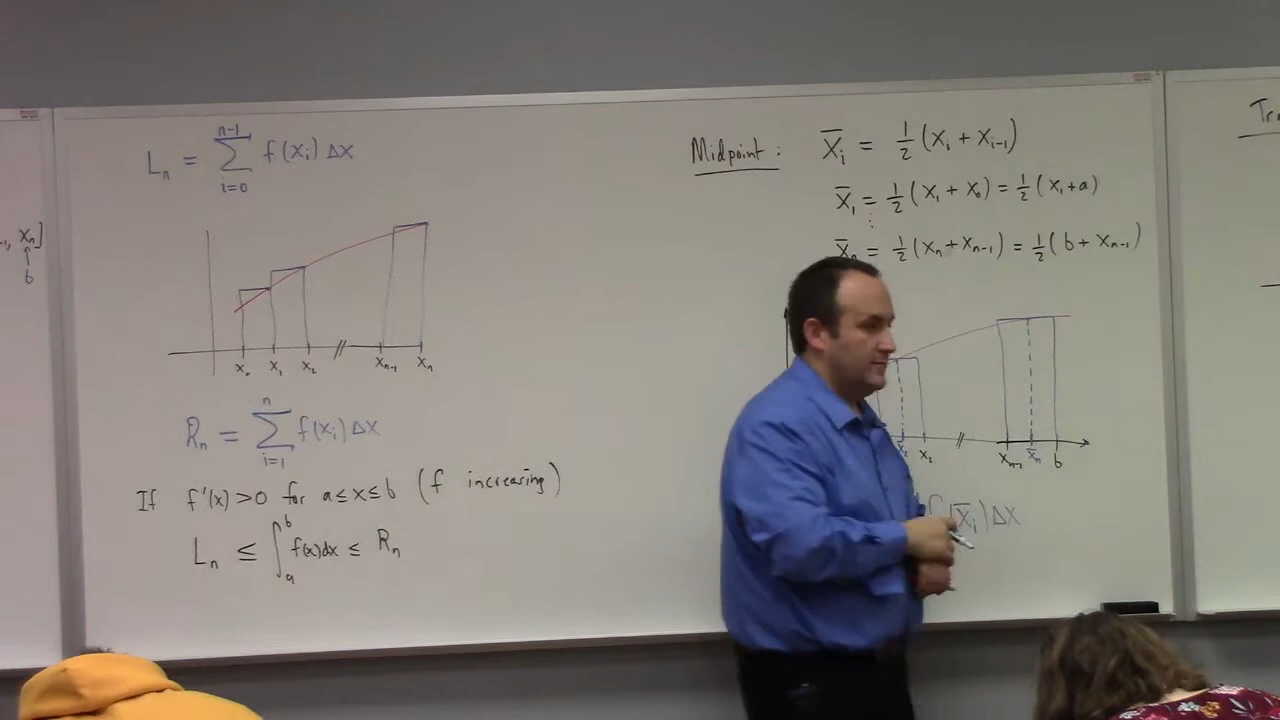 , xₙ]
↑
b
Lₙ = ∑_{i=0}^{n-1} f(xᵢ) Δx
x₀ x₁ x₂ // xₙ₋₁ xₙ
Rₙ = ∑_{i=1}^{n} f(xᵢ) Δx
If f'(x) > 0 for a ≤ x ≤ b (f increasing)
Lₙ ≤ ∫_a^b f(x)dx ≤ Rₙ
Midpoint: x̄ᵢ = ½ (xᵢ + xᵢ₋₁)
x̄₁ = ½ (x₁ + x₀) = ½ (x₁ + a)
⋮
x̄ₙ = ½ (xₙ + xₙ₋₁) = ½ (b + xₙ₋₁)
x̄₂ x₂ // xₙ₋₁ x̄ₙ b
f(x̄ᵢ) Δx